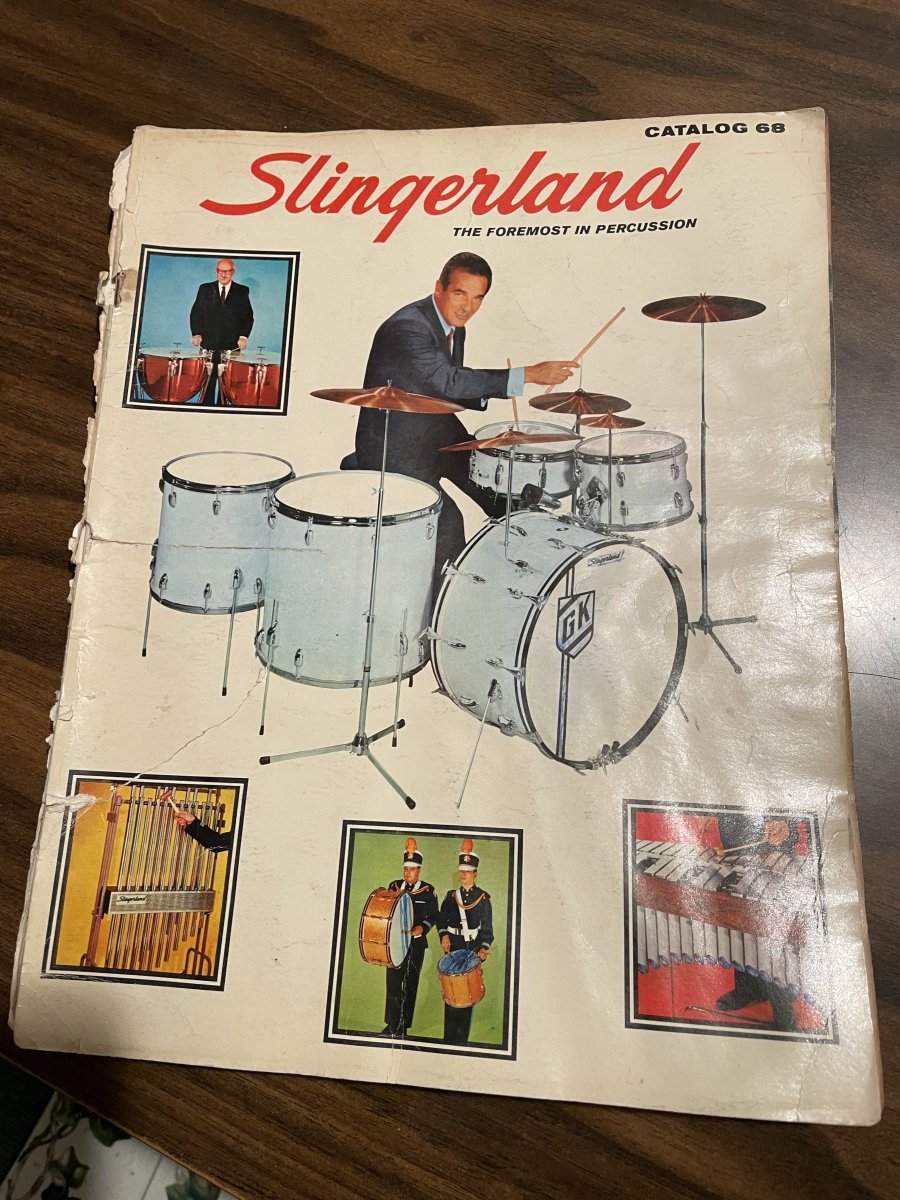 CATALOG 68
Slingerland
THE FOREMOST IN PERCUSSION
Slingerland
GK
Slingerland